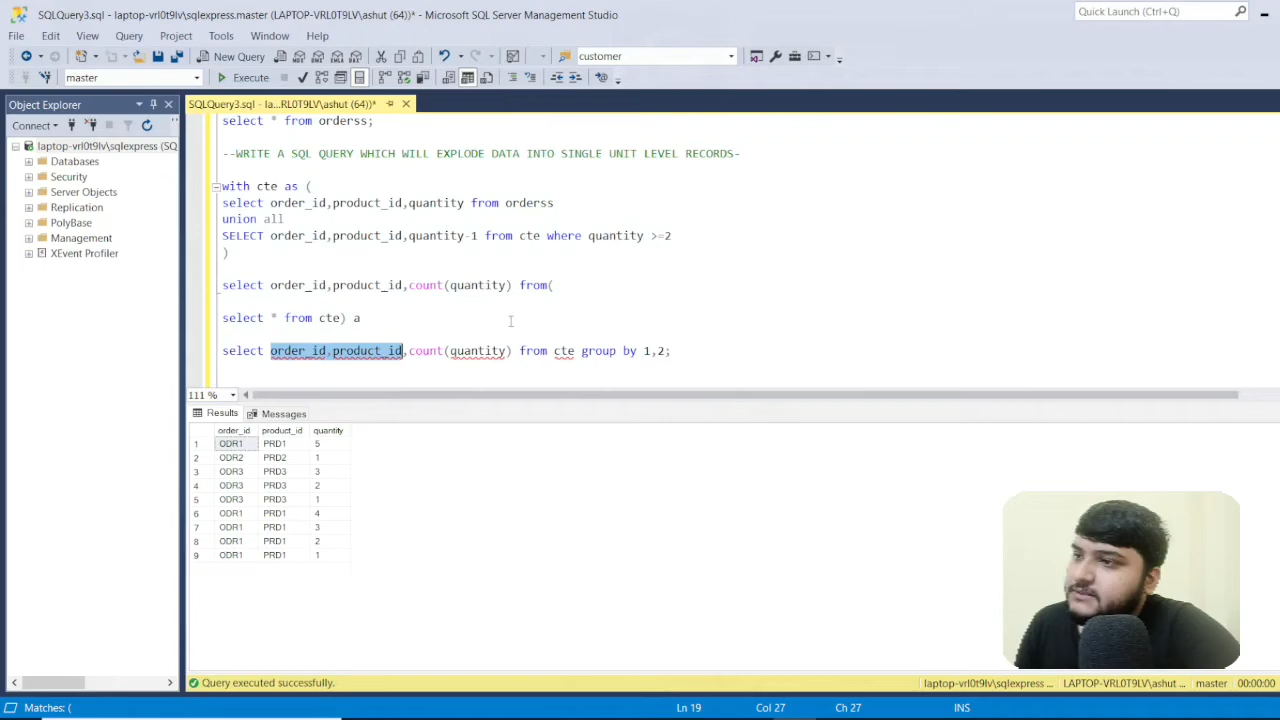 SQLQuery3.sql - laptop-vrl0t9lv\sqlexpress.master (LAPTOP-VRL0T9LV\ashut (64))* - Microsoft SQL Server Management Studio
Quick Launch (Ctrl+Q)
File Edit View Query Project Tools Window Help
New Query
customer
master
Execute
Object Explorer
SQLQuery3.sql - la...RL0T9LV\ashut (64))*
Connect
laptop-vrl0t9lv\sqlexpress (SQ
Databases
Security
Server Objects
Replication
PolyBase
Management
XEvent Profiler
select * from orderss;
--WRITE A SQL QUERY WHICH WILL EXPLODE DATA INTO SINGLE UNIT LEVEL RECORDS-
with cte as (
select order_id,product_id,quantity from orderss
union all
SELECT order_id,product_id,quantity-1 from cte where quantity >=2
)
select order_id,product_id,count(quantity) from(
select * from cte) a
select order_id,product_id,count(quantity) from cte group by 1,2;
111 %
Results Messages
order_id product_id quantity
1 ODR1 PRD1 5
2 ODR2 PRD2 1
3 ODR3 PRD3 3
4 ODR3 PRD3 2
5 ODR3 PRD3 1
6 ODR1 PRD1 4
7 ODR1 PRD1 3
8 ODR1 PRD1 2
9 ODR1 PRD1 1
Query executed successfully.
laptop-vrl0t9lv\sqlexpress ... LAPTOP-VRL0T9LV\ashut ... master 00:00:00
Matches: (
Ln 19 Col 27 Ch 27 INS